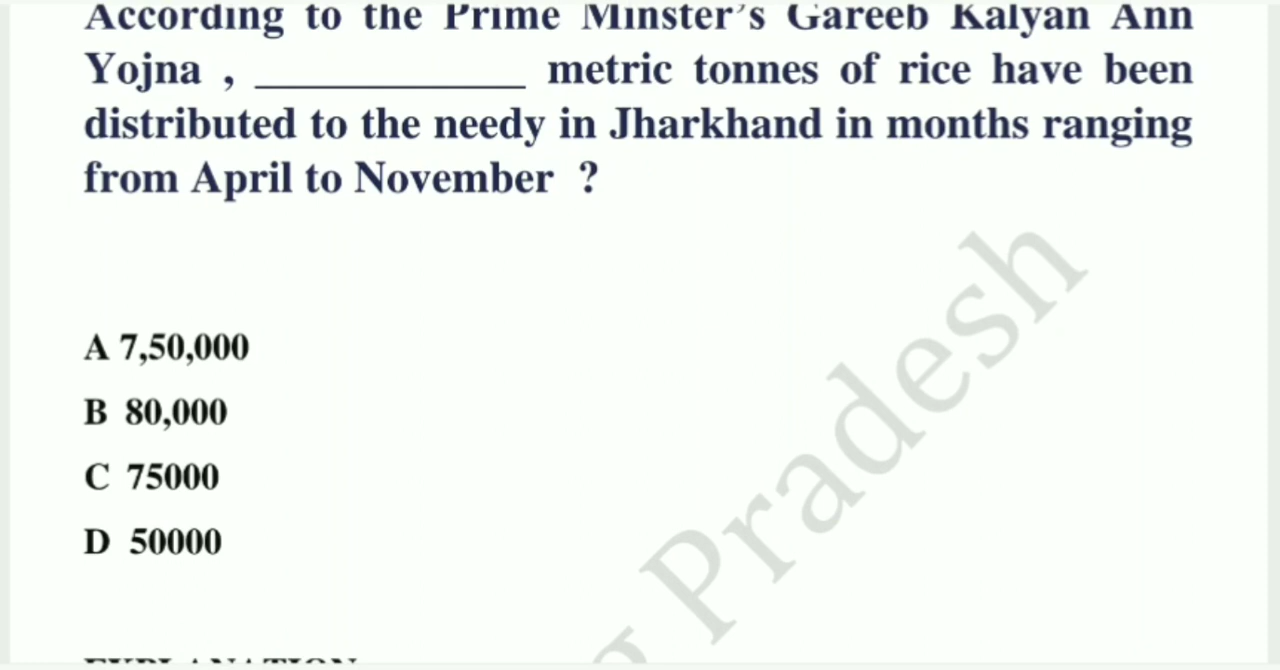 According to the Prime Minster's Gareeb Kalyan Ann
Yojna , ____________ metric tonnes of rice have been
distributed to the needy in Jharkhand in months ranging
from April to November ?
A 7,50,000
B 80,000
C 75000
D 50000
Pradesh